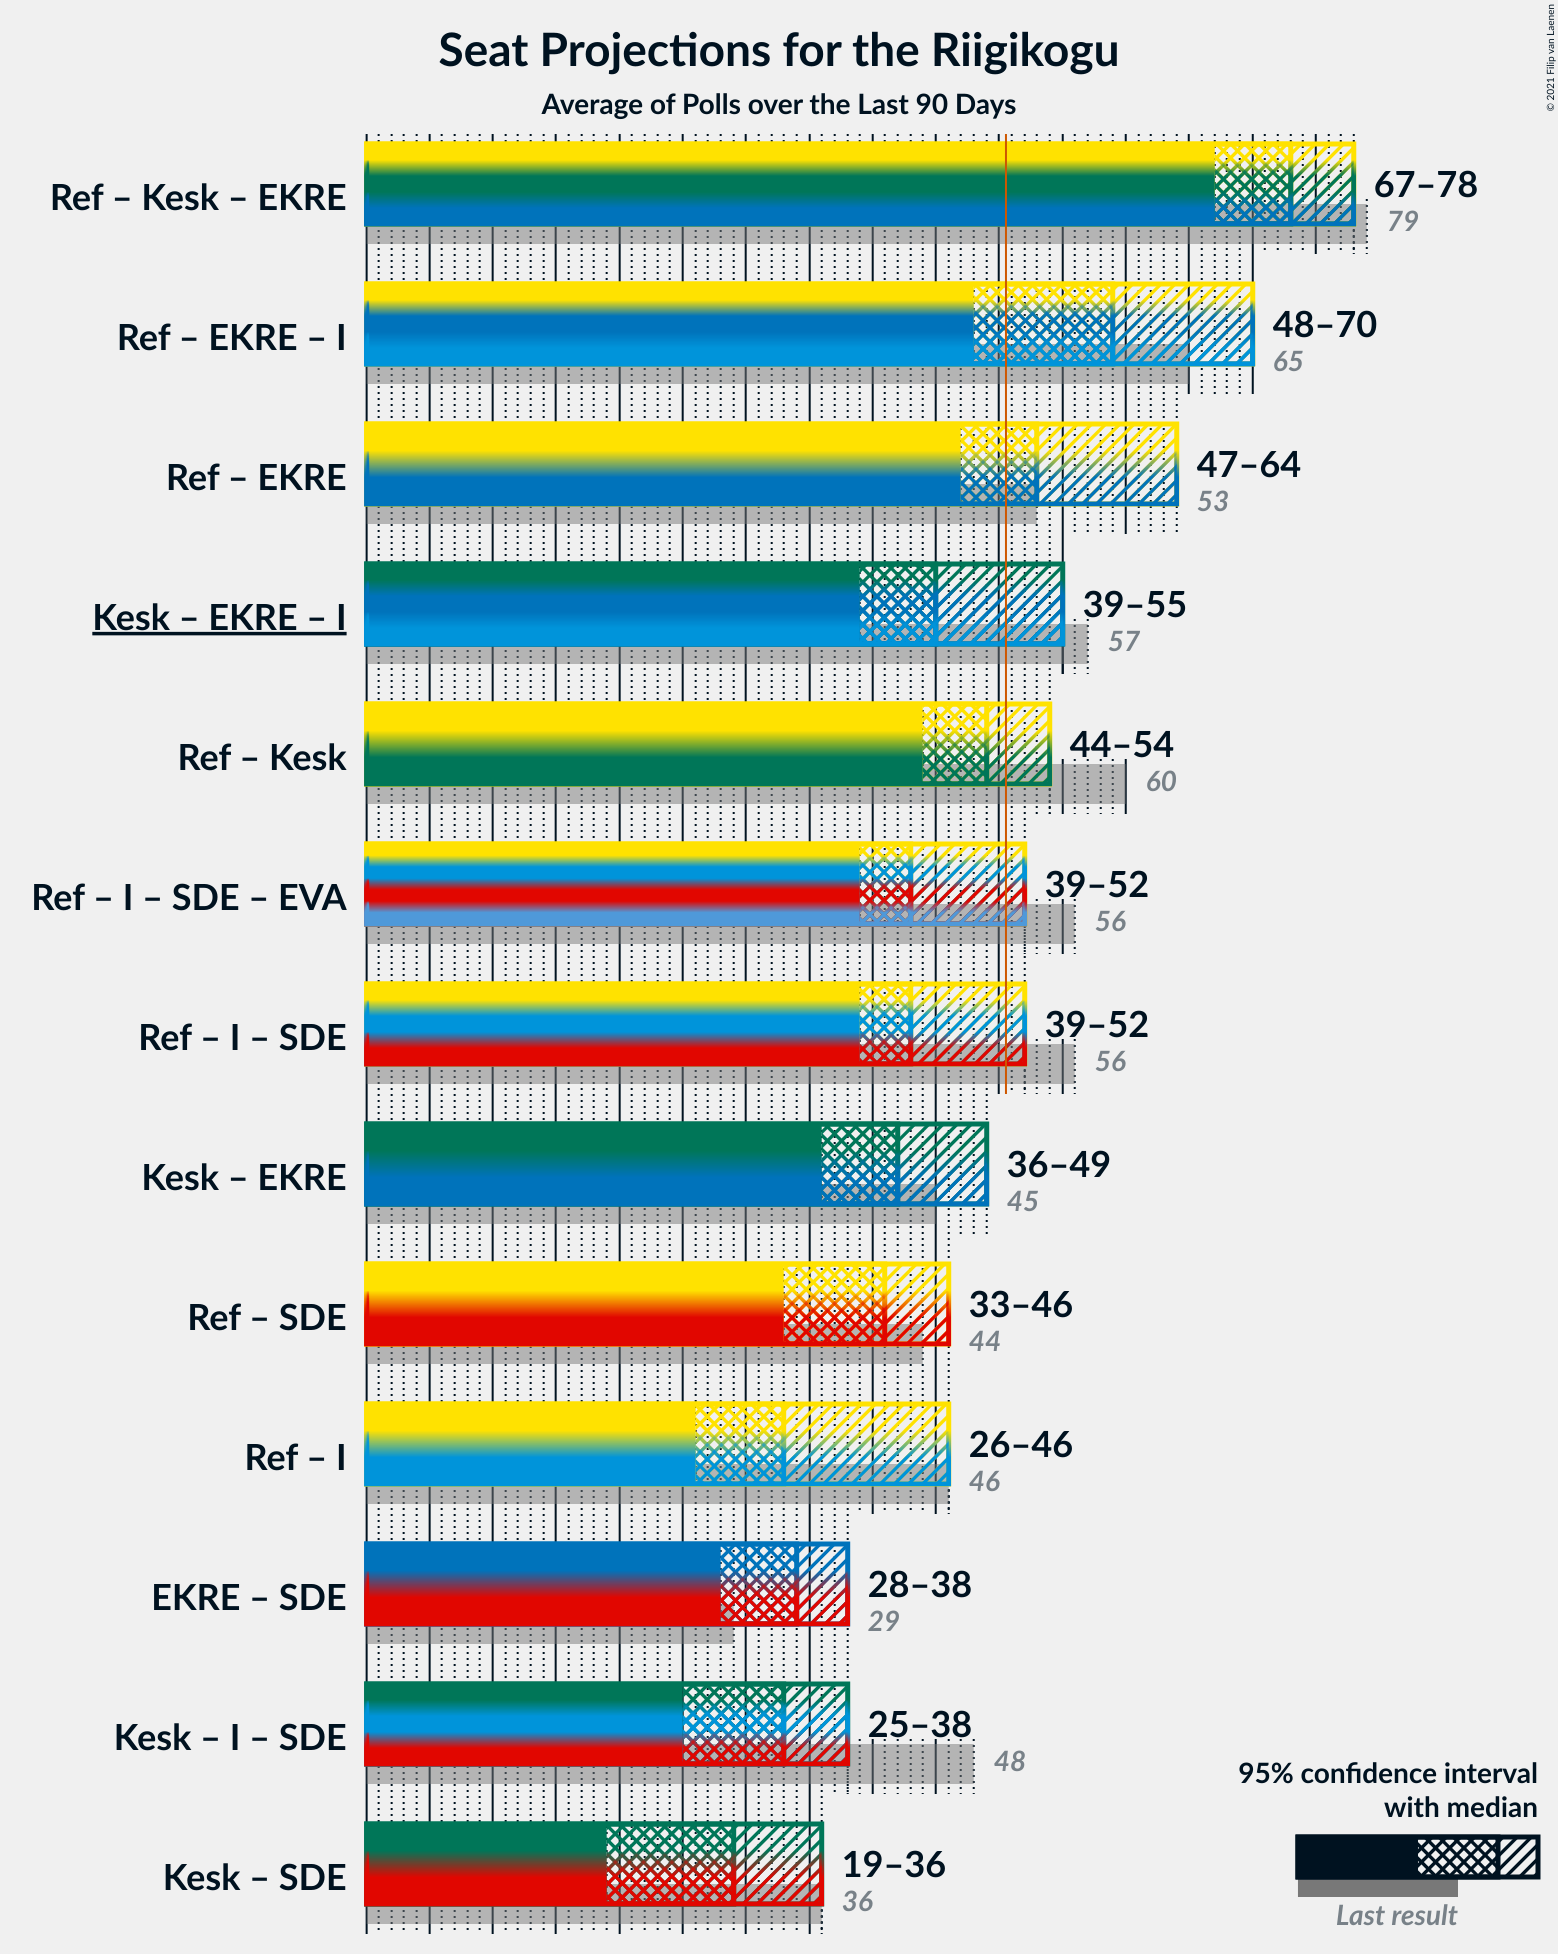 Seat Projections for the Riigikogu
Average of Polls over the Last 90 Days
© 2021 Filip van Laenen
Ref – Kesk – EKRE
67–78
79
Ref – EKRE – I
48–70
65
Ref – EKRE
47–64
53
Kesk – EKRE – I
39–55
57
Ref – Kesk
44–54
60
Ref – I – SDE – EVA
39–52
56
Ref – I – SDE
39–52
56
Kesk – EKRE
36–49
45
Ref – SDE
33–46
44
Ref – I
26–46
46
EKRE – SDE
28–38
29
Kesk – I – SDE
25–38
48
Kesk – SDE
19–36
36
95% confidence interval
with median
Last result